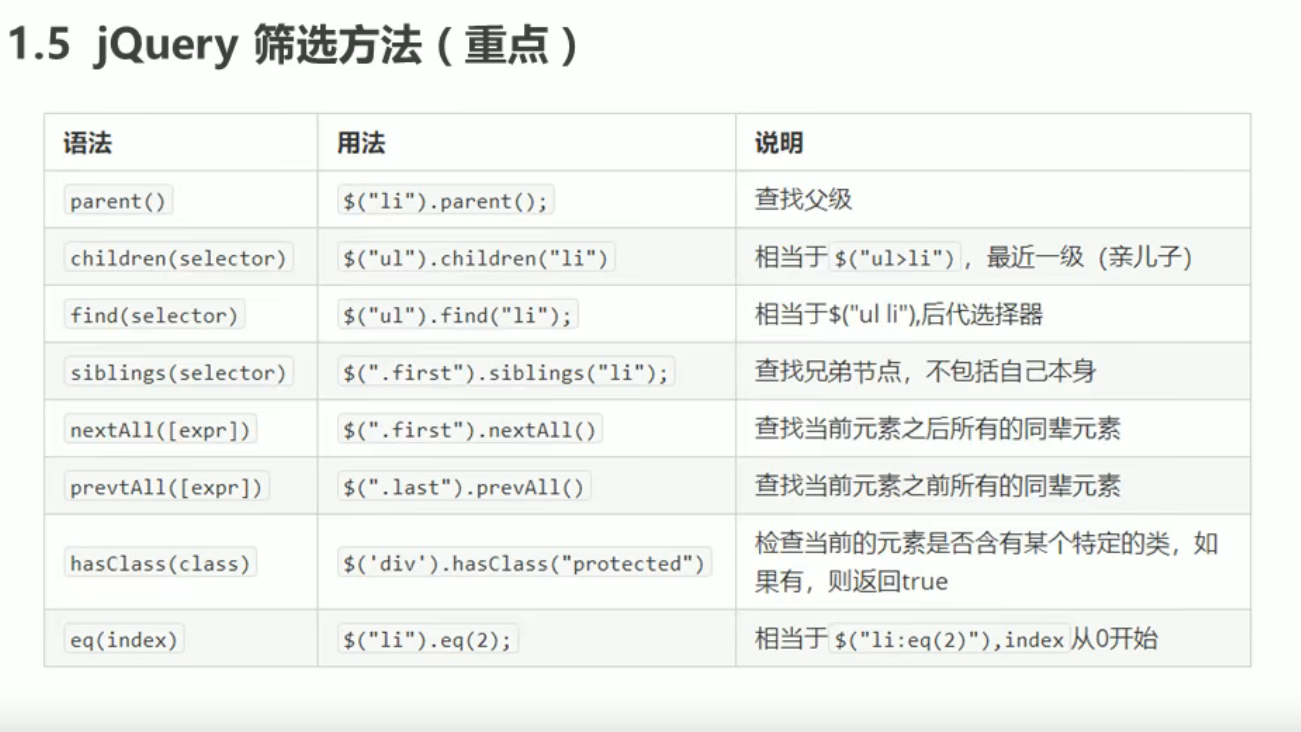 1.5 jQuery 筛选方法（重点）
语法 用法 说明
parent() $("li").parent(); 查找父级
children(selector) $("ul").children("li") 相当于$("ul>li")，最近一级（亲儿子）
find(selector) $("ul").find("li"); 相当于$("ul li"),后代选择器
siblings(selector) $(".first").siblings("li"); 查找兄弟节点，不包括自己本身
nextAll([expr]) $(".first").nextAll() 查找当前元素之后所有的同辈元素
prevtAll([expr]) $(".last").prevAll() 查找当前元素之前所有的同辈元素
hasClass(class) $('div').hasClass("protected") 检查当前的元素是否含有某个特定的类，如
果有，则返回true
eq(index) $("li").eq(2); 相当于$("li:eq(2)"),index从0开始